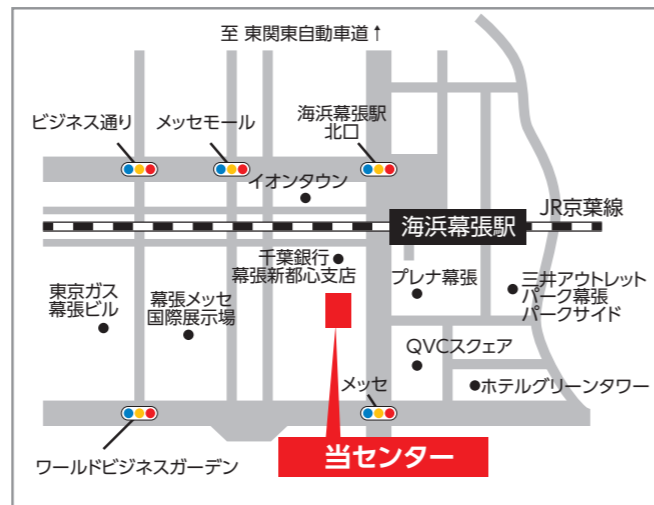 至 東関東自動車道↑
ビジネス通り
メッセモール
海浜幕張駅
北口
イオンタウン
JR京葉線
海浜幕張駅
千葉銀行
幕張新都心支店
東京ガス
幕張ビル
幕張メッセ
国際展示場
プレナ幕張
三井アウトレット
パーク幕張
パークサイド
QVCスクェア
メッセ
ホテルグリーンタワー
ワールドビジネスガーデン
当センター